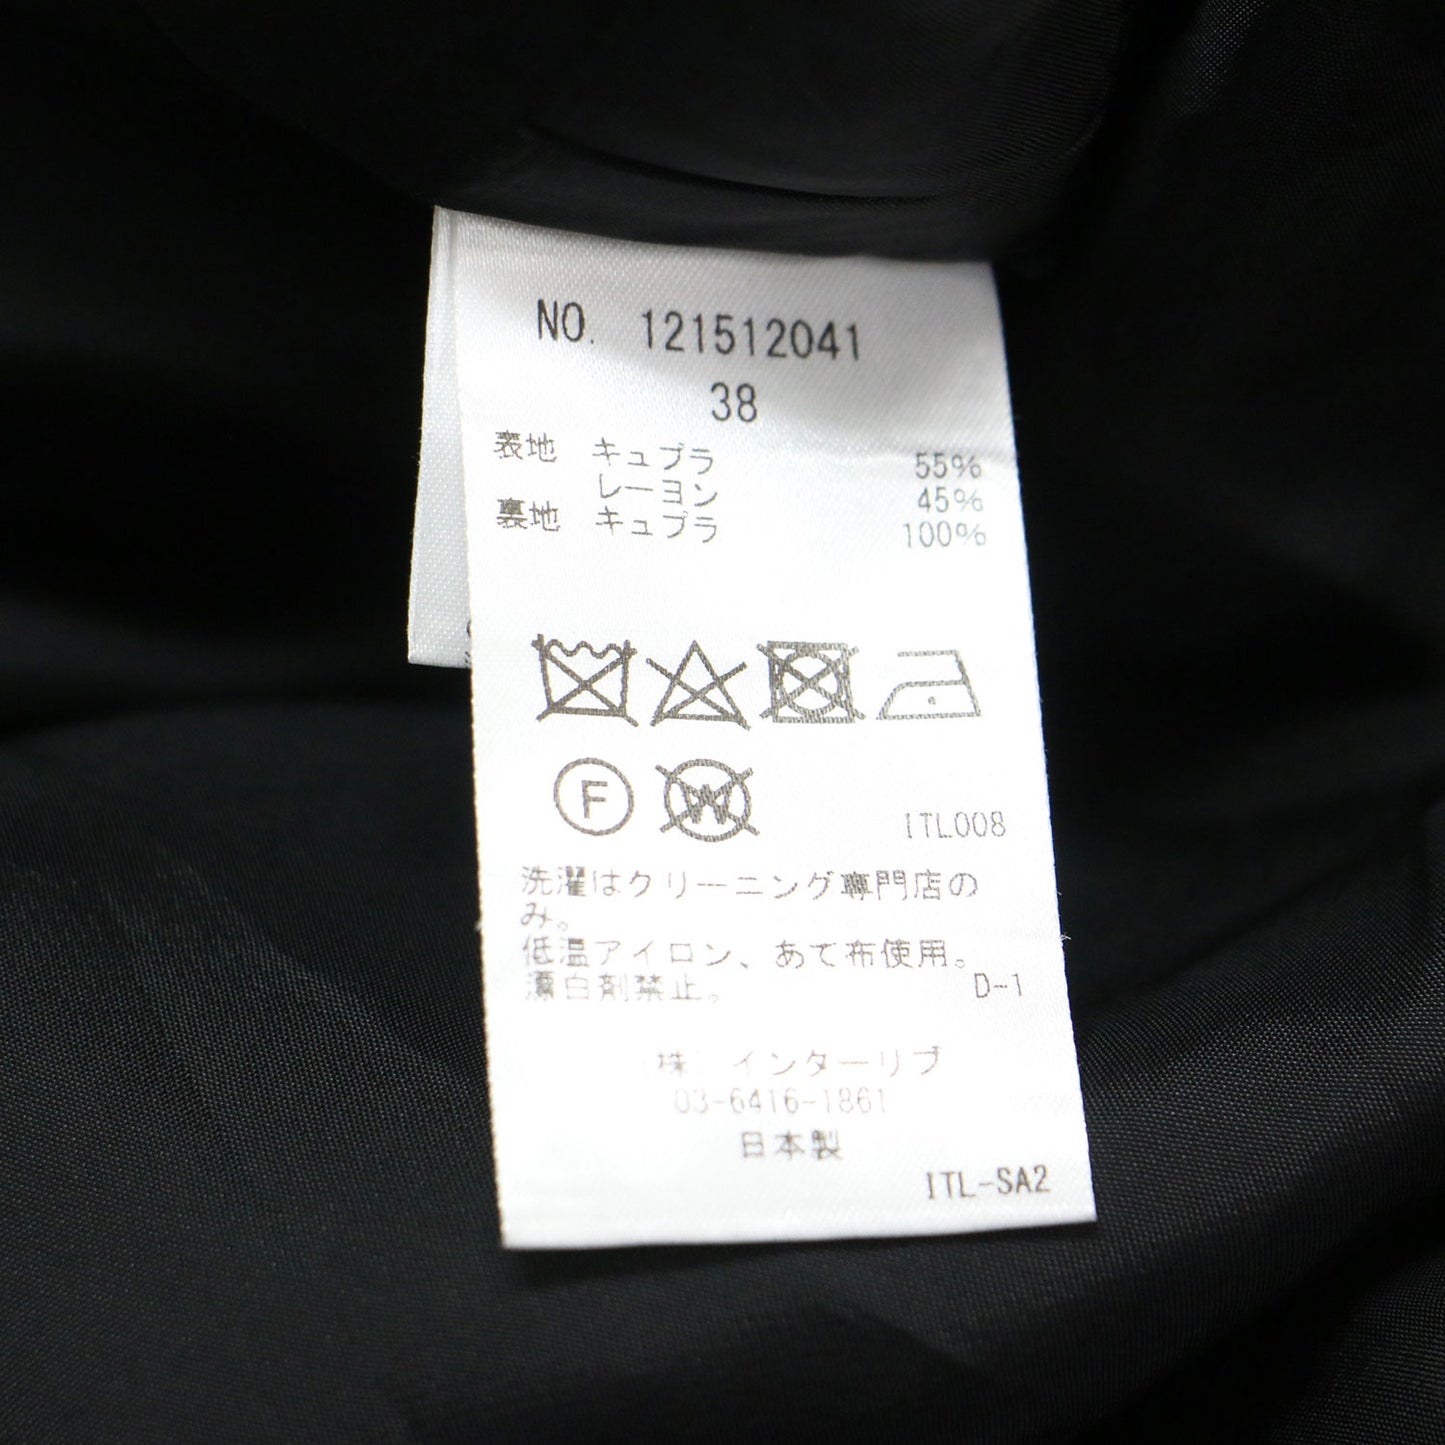 NO. 121512041
38
表地 キュプラ 55%
レーヨン 45%
裏地 キュプラ 100%
F W
ITL008
洗濯はクリーニング専門店の
み。
低温アイロン、あて布使用。
漂白剤禁止。
D-1
株 インターリブ
03-6416-1861
日本製
ITL-SA2